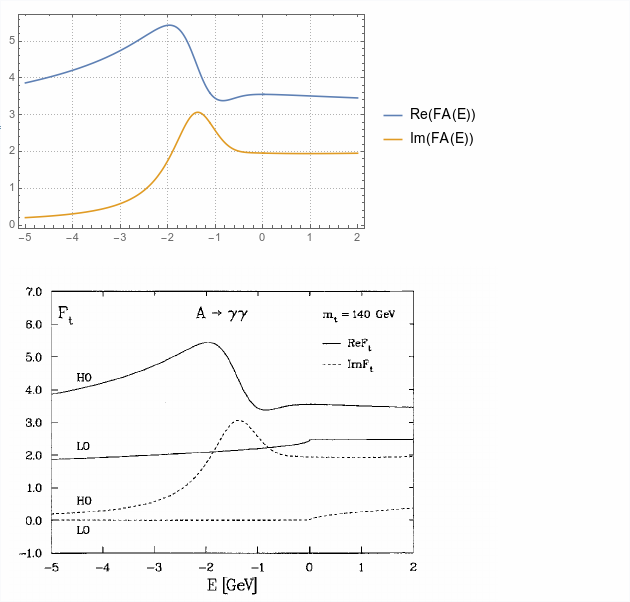 5
4
3
2
1
0
−5 −4 −3 −2 −1 0 1 2
Re(FA(E))
Im(FA(E))
7.0
6.0
5.0
4.0
3.0
2.0
1.0
0.0
−1.0
F_t
A → γγ
m_t = 140 GeV
ReF_t
ImF_t
HO
LO
HO
LO
−5 −4 −3 −2 −1 0 1 2
E [GeV]